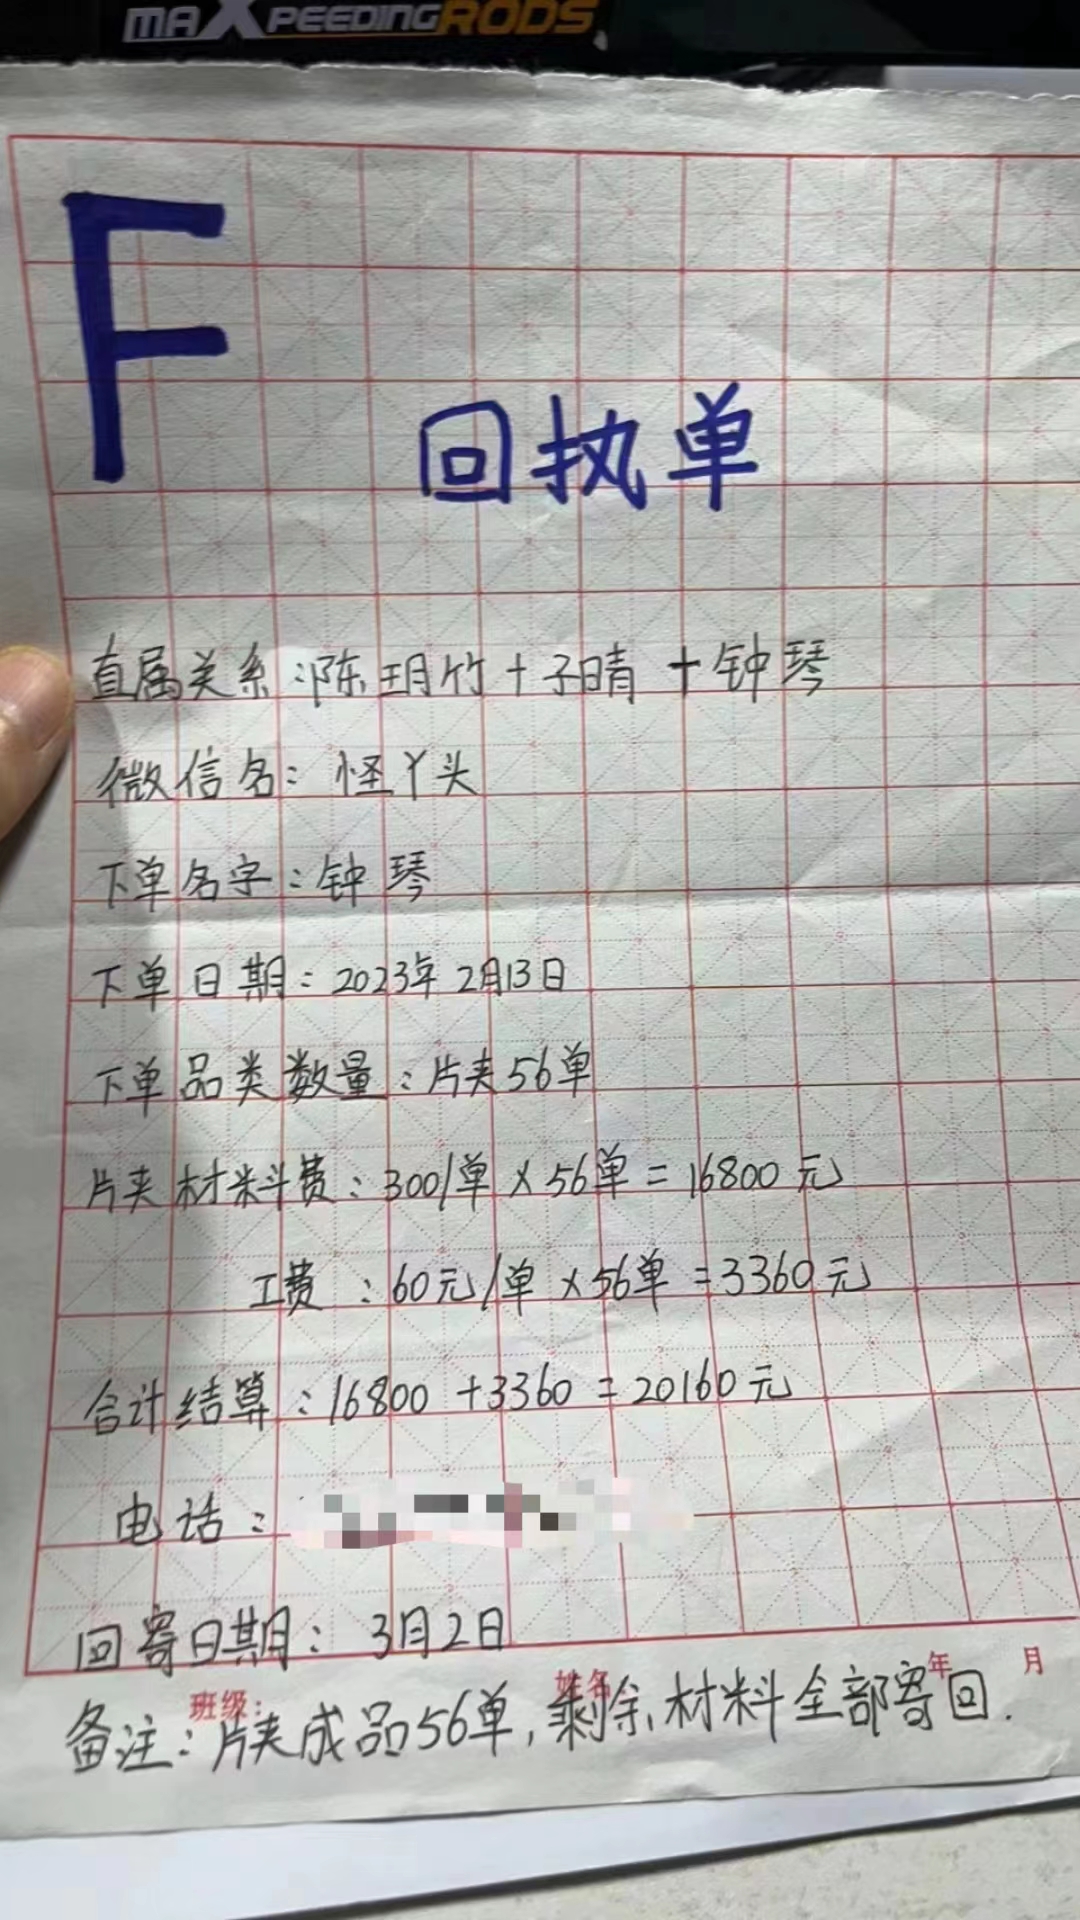 MAXPEEDINGRODS
F
回执单
直属关系:陈玥竹+子晴+钟琴
微信名:怪丫头
下单名字:钟琴
下单日期:2023年2月13日
下单品类数量:片夹56单
片夹材料费:300/单×56单=16800元
工费:60元/单×56单=3360元
合计结算:16800+3360=20160元
电话:
回寄日期:3月2日
班级: 姓名 年 月
备注:片夹成品56单,剩余材料全部寄回.